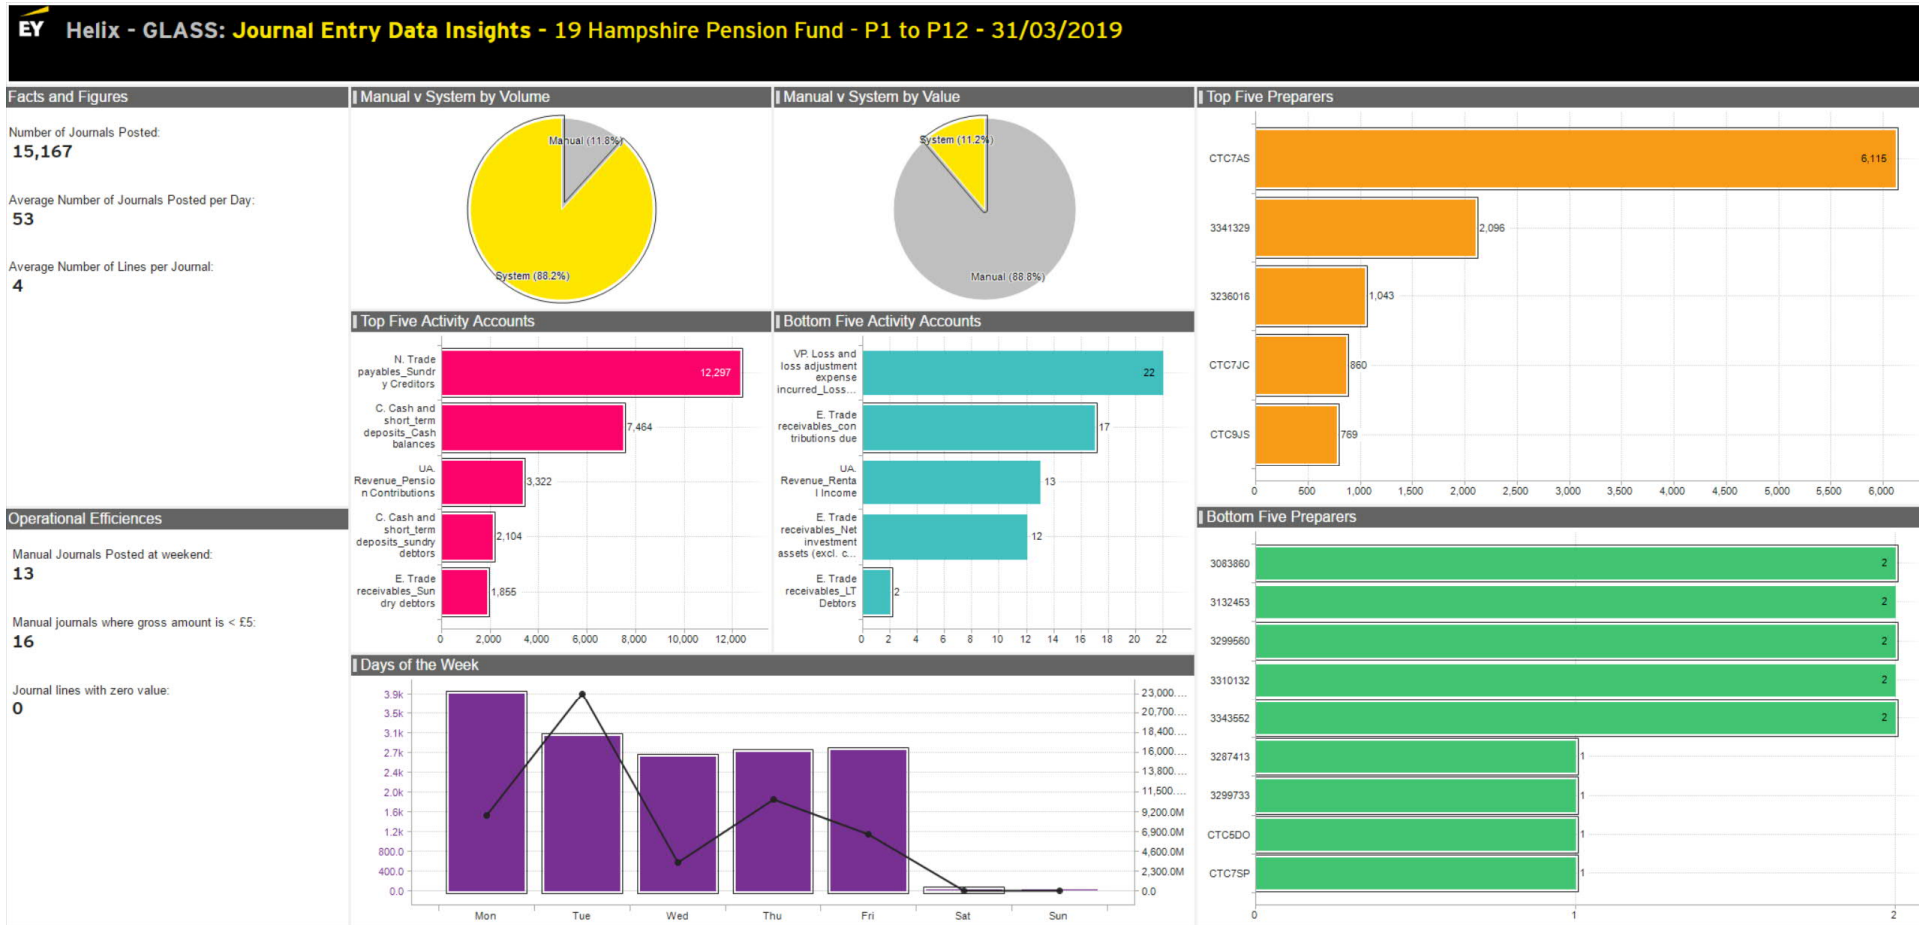 EY
Helix - GLASS: Journal Entry Data Insights - 19 Hampshire Pension Fund - P1 to P12 - 31/03/2019
Facts and Figures
Number of Journals Posted:
15,167
Average Number of Journals Posted per Day:
53
Average Number of Lines per Journal:
4
Operational Efficiences
Manual Journals Posted at weekend:
13
Manual journals where gross amount is < £5:
16
Journal lines with zero value:
0
Manual v System by Volume
Manual (11.8%)
System (88.2%)
Manual v System by Value
System (11.2%)
Manual (88.8%)
Top Five Activity Accounts
N. Trade
payables_Sundr
y Creditors
12,297
C. Cash and
short_term
deposits_Cash
balances
7,464
UA.
Revenue_Pensio
n Contributions
3,322
C. Cash and
short_term
deposits_sundry
debtors
2,104
E. Trade
receivables_Sun
dry debtors
1,855
0 2,000 4,000 6,000 8,000 10,000 12,000
Bottom Five Activity Accounts
VP. Loss and
loss adjustment
expense
incurred_Loss...
22
E. Trade
receivables_con
tributions due
17
UA.
Revenue_Renta
l Income
13
E. Trade
receivables_Net
investment
assets (excl. c...
12
E. Trade
receivables_LT
Debtors
2
0 2 4 6 8 10 12 14 16 18 20 22
Days of the Week
3.9k
3.5k
3.1k
2.7k
2.4k
2.0k
1.6k
1.2k
800.0
400.0
0.0
23,000....
20,700....
18,400....
16,000....
13,800....
11,500....
9,200.0M
6,900.0M
4,600.0M
2,300.0M
0.0
Mon Tue Wed Thu Fri Sat Sun
Top Five Preparers
CTC7AS
6,115
3341329
2,096
3236016
1,043
CTC7JC
860
CTC9JS
769
0 500 1,000 1,500 2,000 2,500 3,000 3,500 4,000 4,500 5,000 5,500 6,000
Bottom Five Preparers
3083860
2
3132453
2
3299560
2
3310132
2
3343552
2
3287413
1
3299733
1
CTC5DO
1
CTC7SP
1
0 1 2